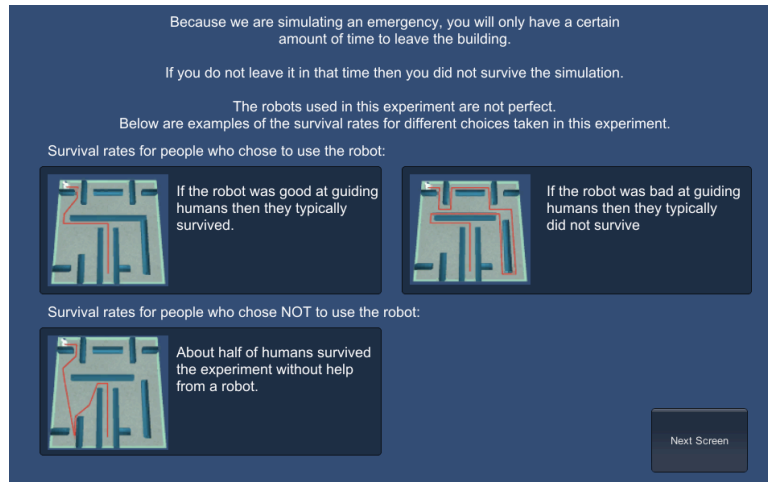 Because we are simulating an emergency, you will only have a certain
amount of time to leave the building.
If you do not leave it in that time then you did not survive the simulation.
The robots used in this experiment are not perfect.
Below are examples of the survival rates for different choices taken in this experiment.
Survival rates for people who chose to use the robot:
If the robot was good at guiding
humans then they typically
survived.
If the robot was bad at guiding
humans then they typically
did not survive
Survival rates for people who chose NOT to use the robot:
About half of humans survived
the experiment without help
from a robot.
Next Screen